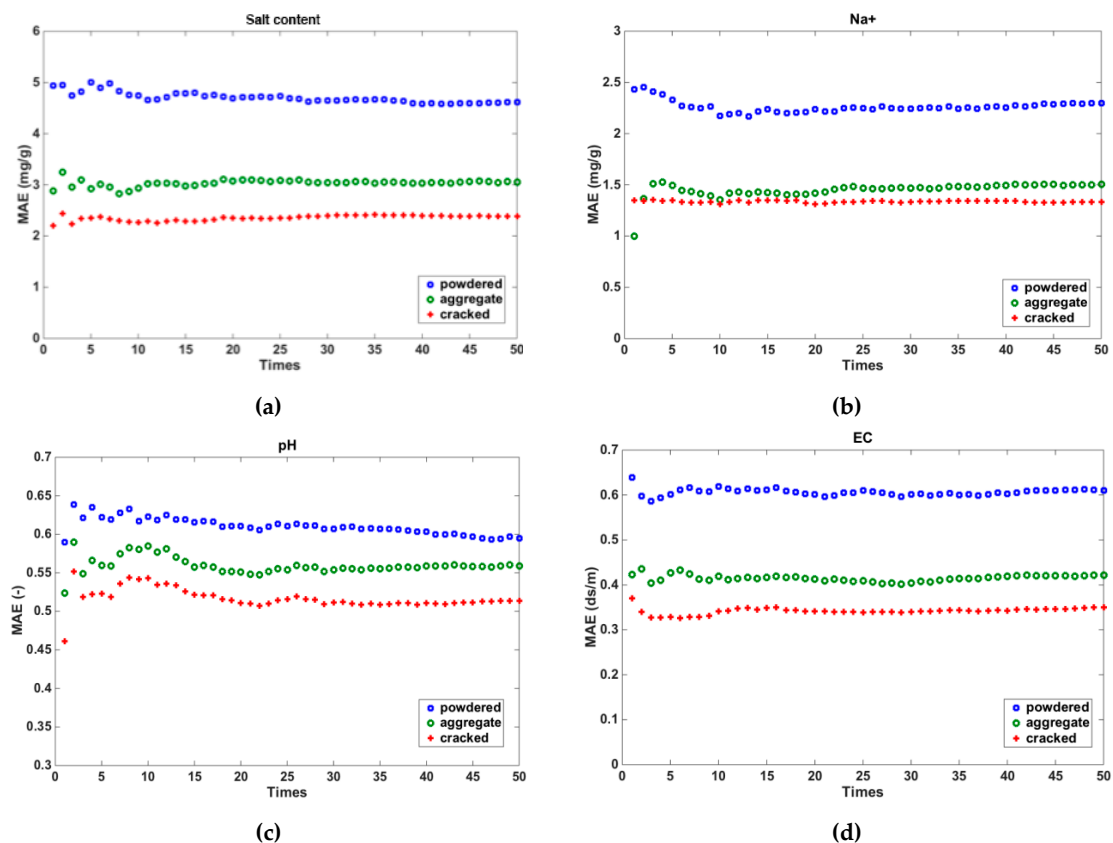 Salt content
6
5
4
3
2
1
0
MAE (mg/g)
0 5 10 15 20 25 30 35 40 45 50
Times
powdered
aggregate
cracked
(a)
Na+
3
2.5
2
1.5
1
0.5
0
MAE (mg/g)
0 5 10 15 20 25 30 35 40 45 50
Times
powdered
aggregate
cracked
(b)
pH
0.7
0.65
0.6
0.55
0.5
0.45
0.4
0.35
0.3
MAE (-)
0 5 10 15 20 25 30 35 40 45 50
Times
powdered
aggregate
cracked
(c)
EC
0.7
0.6
0.5
0.4
0.3
0.2
0.1
0
MAE (ds/m)
0 5 10 15 20 25 30 35 40 45 50
Times
powdered
aggregate
cracked
(d)